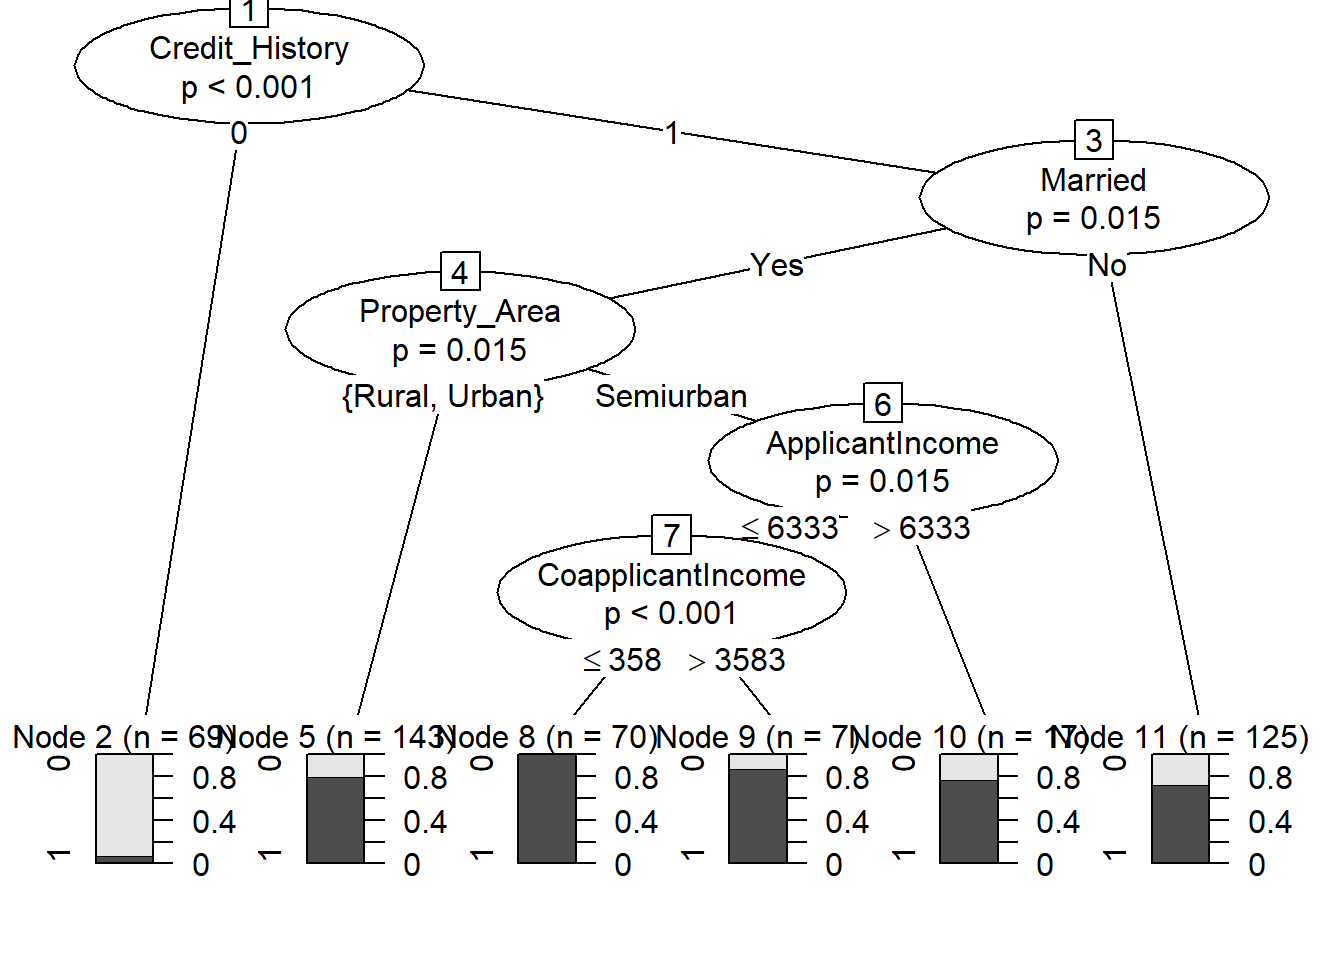 1
Credit_History
p < 0.001
0
1
3
Married
p = 0.015
Yes
No
4
Property_Area
p = 0.015
{Rural, Urban}
Semiurban
6
ApplicantIncome
p = 0.015
≤ 6333
> 6333
7
CoapplicantIncome
p < 0.001
≤ 358
> 3583
Node 2 (n = 69)
0
1
0.8
0.4
0
Node 5 (n = 143)
0
1
0.8
0.4
0
Node 8 (n = 70)
0
1
0.8
0.4
0
Node 9 (n = 7)
0
1
0.8
0.4
0
Node 10 (n = 17)
0
1
0.8
0.4
0
Node 11 (n = 125)
0
1
0.8
0.4
0